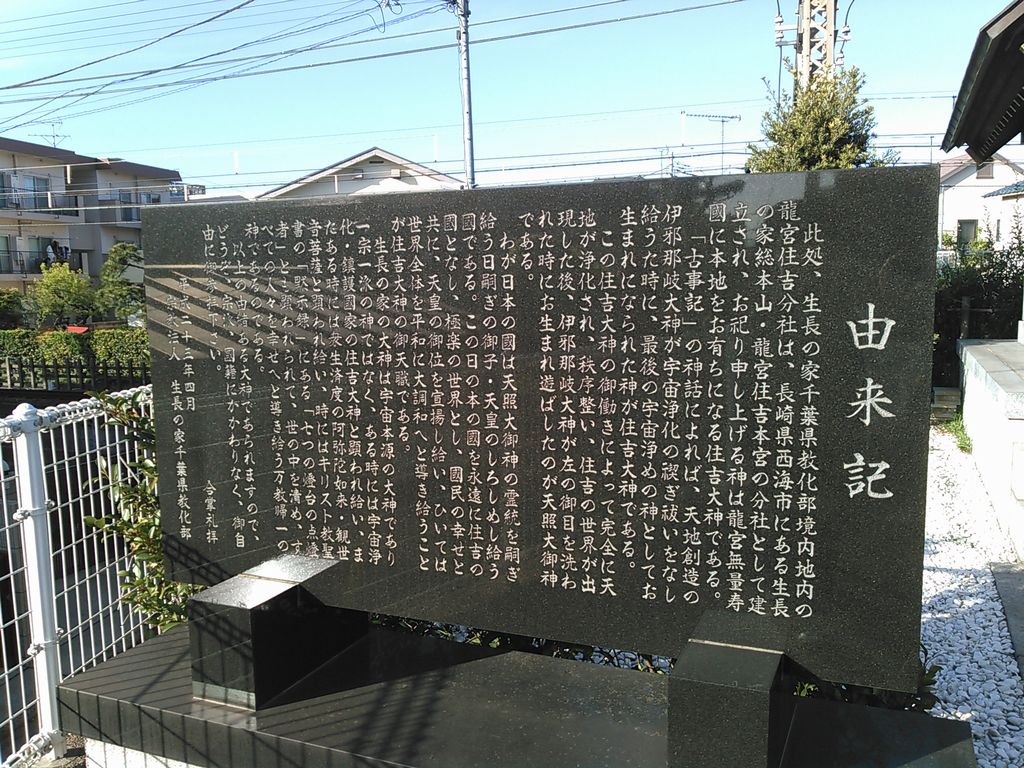 由来記
此処、生長の家千葉県教化部境内地内の
龍宮住吉分社は、長崎県西海市にある生長
の家総本山・龍宮住吉本宮の分社として建
立され、お祀り申し上げる神は龍宮無量寿
國に本地をお有ちになる住吉大神である。
「古事記」の神話によれば、天地創造の
伊邪那岐大神が宇宙浄化の禊ぎ祓いをなし
給うた時に、最後の宇宙浄めの神としてお
生まれになられた神が住吉大神である。
この住吉大神の御働きによって完全に天
地が浄化され、秩序整い、住吉の世界が出
現した後、伊邪那岐大神が左の御目を洗わ
れた時にお生まれ遊ばしたのが天照大御神
である。
わが日本の國は天照大御神の霊統を嗣ぎ
給う日嗣ぎの御子・天皇のしろしめし給う
國である。この日の本の國を永遠に住吉の
國となし、極楽の世界とし、國民の幸せと
共に、天皇の御位を宣揚し給い、ひいては
世界全体を平和に大調和へと導き給うこと
が住吉大神の御天職である。
生長の家の大神は宇宙本源の大神であり
一宗一派の神ではなく、ある時には宇宙浄
化・鎮護國家の住吉大神と顕われ給い、ま
たある時には衆生済度の阿弥陀如来、観世
音菩薩と顕われ給い、時にはキリスト教聖
書の「黙示録」にある「七つの燈台の点燈
者」と顕われられて、世の中を清め、す
べての人々を幸せへと導き給う万教帰一の
神であるのである。
以上の由緒ある大神であられますので、
どうぞ、宗派、國籍にかかわりなく、御自
由に御参拝下さい。
平成二十三年四月
宗教法人 生長の家千葉県教化部
合掌礼拝